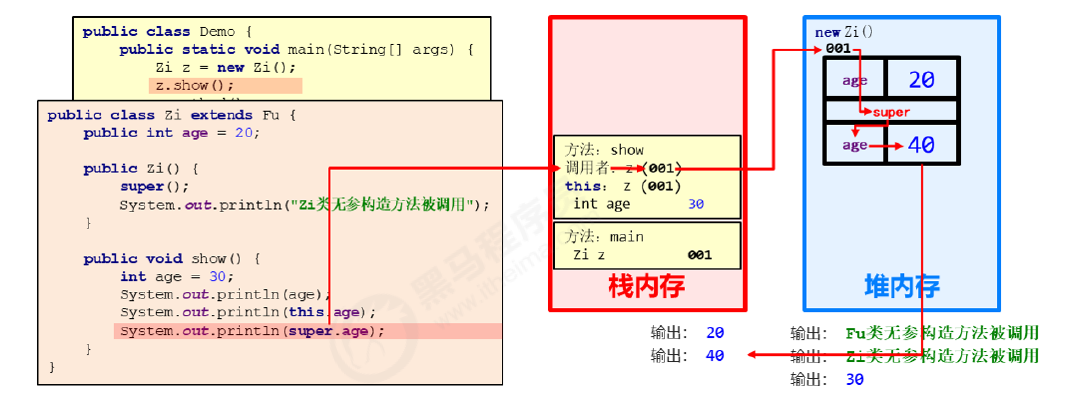 public class Demo {
public static void main(String[] args) {
Zi z = new Zi();
z.show();
public class Zi extends Fu {
public int age = 20;
public Zi() {
super();
System.out.println("Zi类无参构造方法被调用");
}
public void show() {
int age = 30;
System.out.println(age);
System.out.println(this.age);
System.out.println(super.age);
}
}
方法: show
调用者: z (001)
this: z (001)
int age 30
方法: main
Zi z 001
栈内存
new Zi()
001
age 20
super
age 40
堆内存
输出: 20
输出: 40
输出: Fu类无参构造方法被调用
输出: Zi类无参构造方法被调用
输出: 30